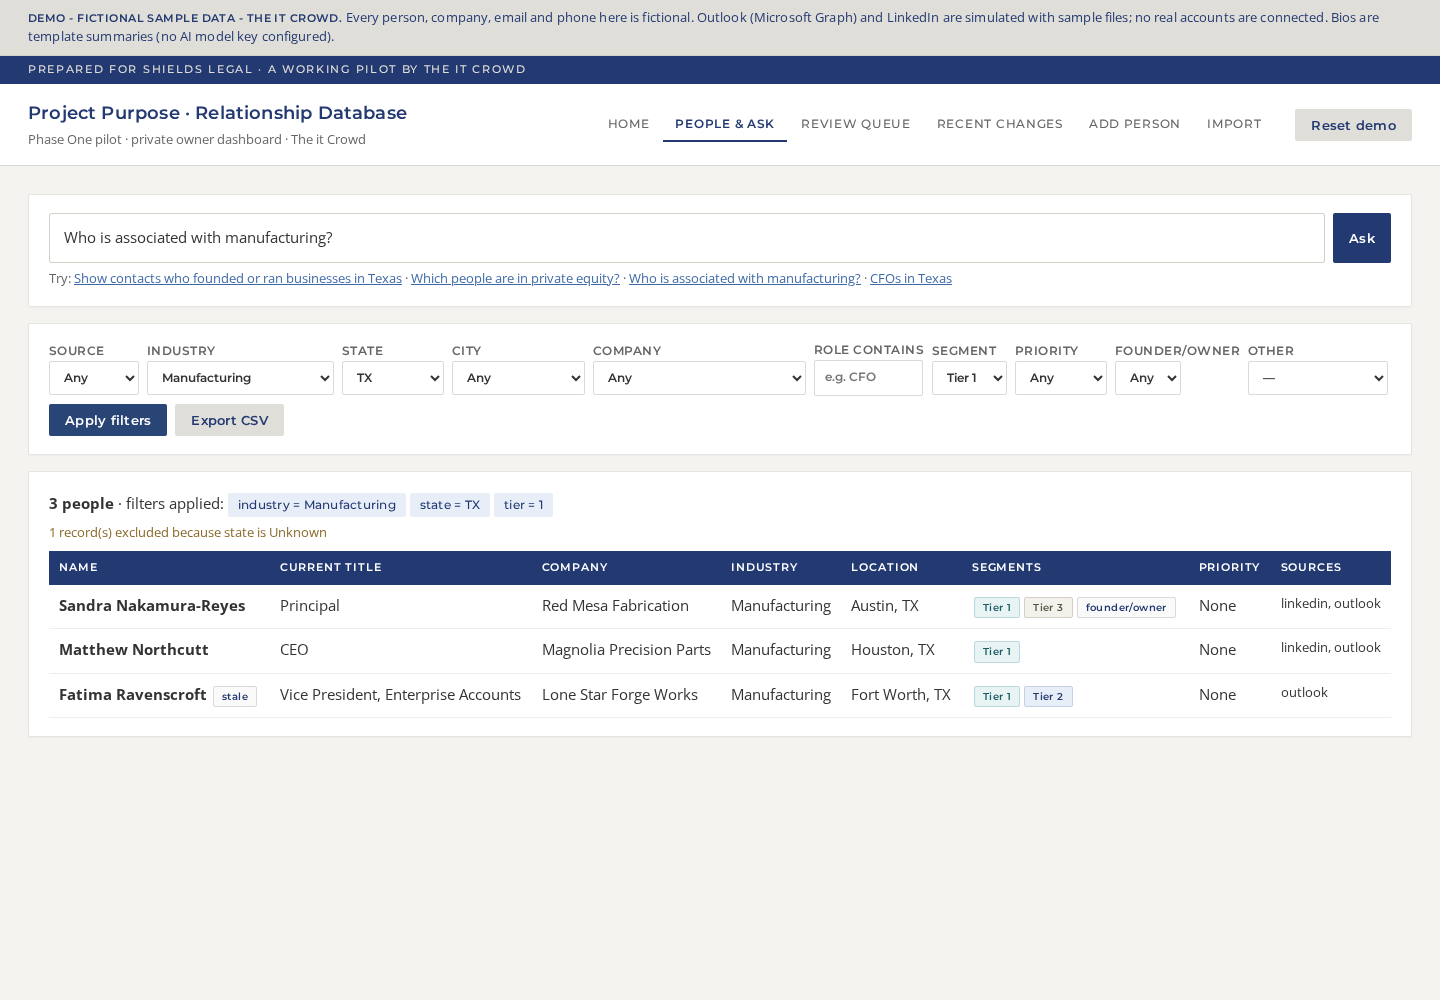 DEMO - FICTIONAL SAMPLE DATA - THE IT CROWD. Every person, company, email and phone here is fictional. Outlook (Microsoft Graph) and LinkedIn are simulated with sample files; no real accounts are connected. Bios are
template summaries (no AI model key configured).
PREPARED FOR SHIELDS LEGAL · A WORKING PILOT BY THE IT CROWD
Project Purpose · Relationship Database
Phase One pilot · private owner dashboard · The it Crowd
HOME PEOPLE & ASK REVIEW QUEUE RECENT CHANGES ADD PERSON IMPORT Reset demo
Who is associated with manufacturing? Ask
Try: Show contacts who founded or ran businesses in Texas · Which people are in private equity? · Who is associated with manufacturing? · CFOs in Texas
SOURCE INDUSTRY STATE CITY COMPANY ROLE CONTAINS SEGMENT PRIORITY FOUNDER/OWNER OTHER
Any Manufacturing TX Any Any e.g. CFO Tier 1 Any Any —
Apply filters Export CSV
3 people · filters applied: industry = Manufacturing state = TX tier = 1
1 record(s) excluded because state is Unknown
NAME CURRENT TITLE COMPANY INDUSTRY LOCATION SEGMENTS PRIORITY SOURCES
Sandra Nakamura-Reyes Principal Red Mesa Fabrication Manufacturing Austin, TX Tier 1 Tier 3 founder/owner None linkedin, outlook
Matthew Northcutt CEO Magnolia Precision Parts Manufacturing Houston, TX Tier 1 None linkedin, outlook
Fatima Ravenscroft stale Vice President, Enterprise Accounts Lone Star Forge Works Manufacturing Fort Worth, TX Tier 1 Tier 2 None outlook